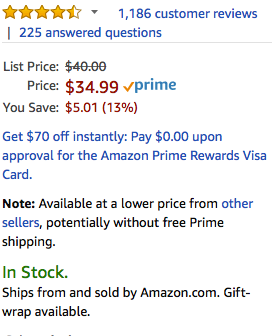 1,186 customer reviews
| 225 answered questions
List Price: $40.00
Price: $34.99 prime
You Save: $5.01 (13%)
Get $70 off instantly: Pay $0.00 upon
approval for the Amazon Prime Rewards Visa
Card.
Note: Available at a lower price from other
sellers, potentially without free Prime
shipping.
In Stock.
Ships from and sold by Amazon.com. Gift-
wrap available.